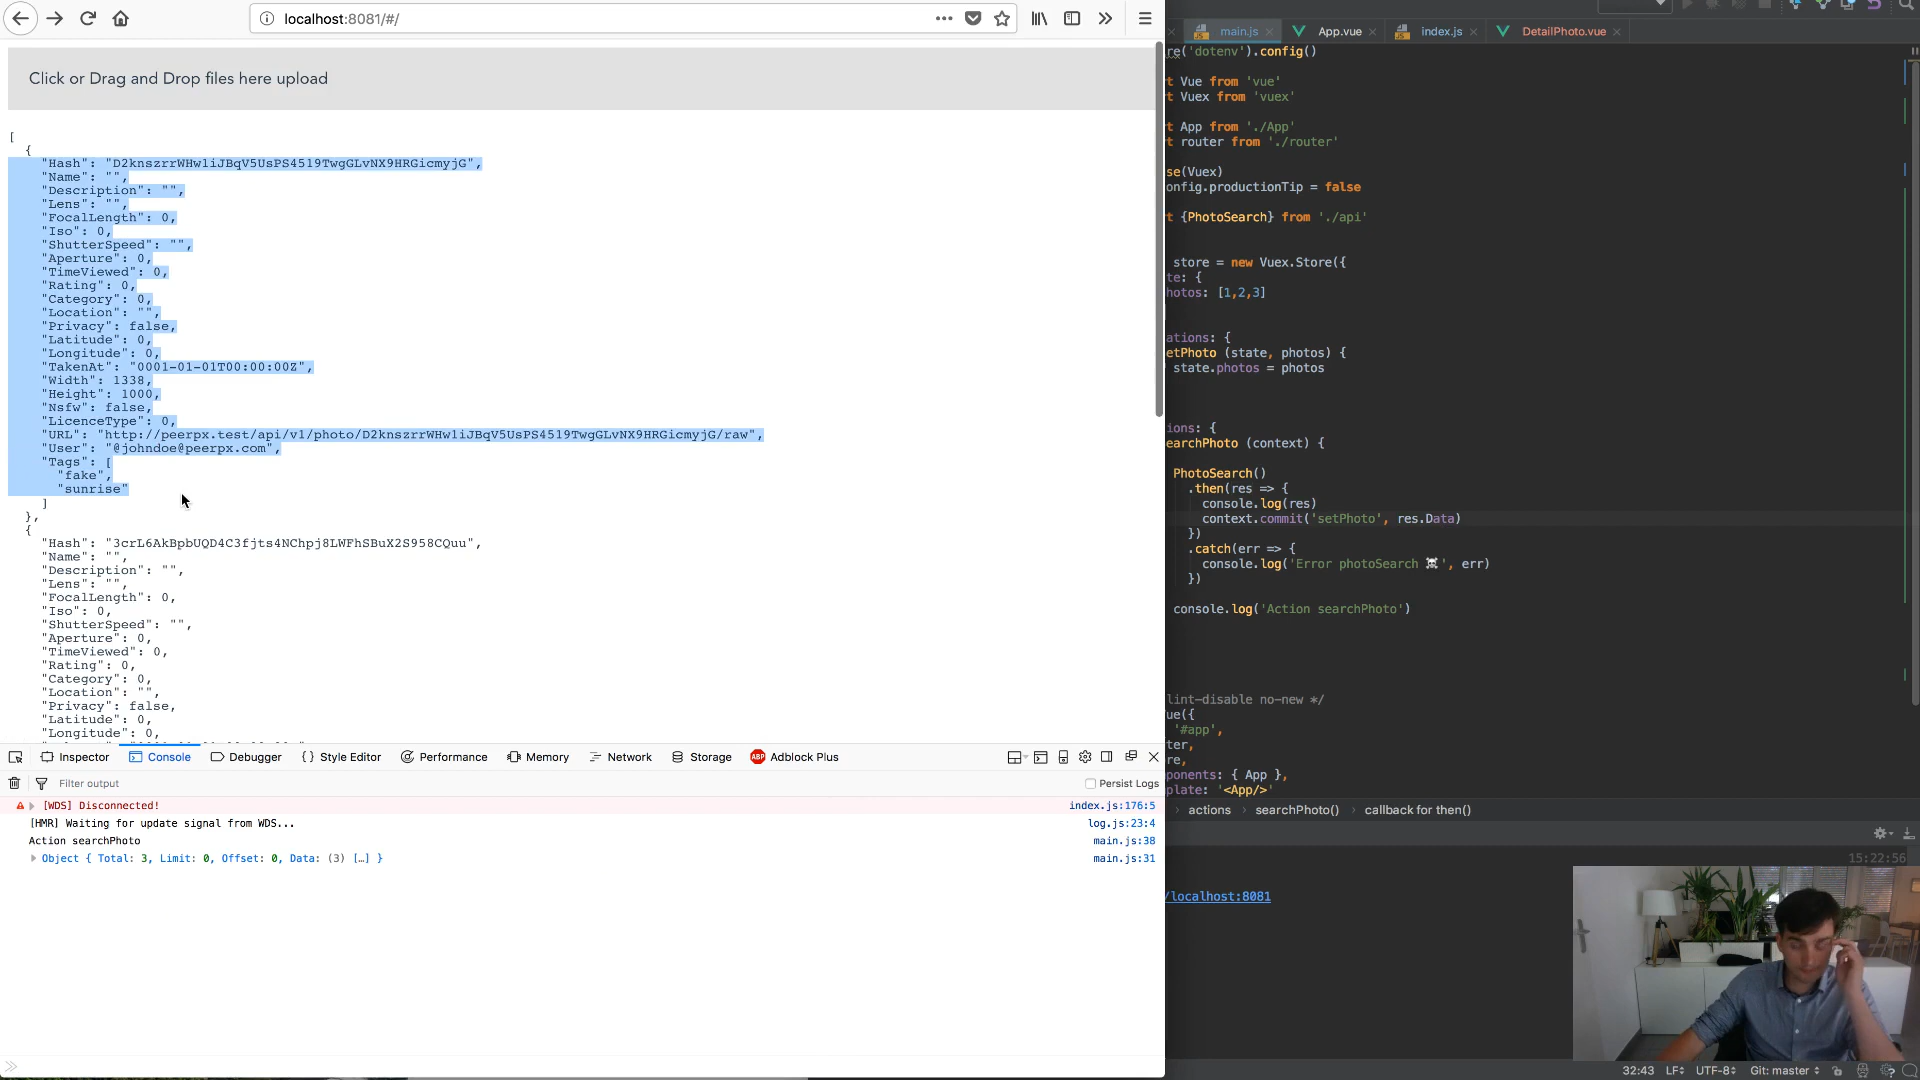 localhost:8081/#/
Click or Drag and Drop files here upload
[
{
"Hash": "D2knszrrWHw1iJBqV5UsPS4519TwgGLvNX9HRGicmyjG",
"Name": "",
"Description": "",
"Lens": "",
"FocalLength": 0,
"Iso": 0,
"ShutterSpeed": "",
"Aperture": 0,
"TimeViewed": 0,
"Rating": 0,
"Category": 0,
"Location": "",
"Privacy": false,
"Latitude": 0,
"Longitude": 0,
"TakenAt": "0001-01-01T00:00:00Z",
"Width": 1338,
"Height": 1000,
"Nsfw": false,
"LicenceType": 0,
"URL": "http://peerpx.test/api/v1/photo/D2knszrrWHw1iJBqV5UsPS4519TwgGLvNX9HRGicmyjG/raw",
"User": "@johndoe@peerpx.com",
"Tags": [
"fake",
"sunrise"
]
},
{
"Hash": "3crL6AkBpbUQD4C3fjts4NChpj8LWFhSBuX2S958CQuu",
"Name": "",
"Description": "",
"Lens": "",
"FocalLength": 0,
"Iso": 0,
"ShutterSpeed": "",
"Aperture": 0,
"TimeViewed": 0,
"Rating": 0,
"Category": 0,
"Location": "",
"Privacy": false,
"Latitude": 0,
"Longitude": 0,
Inspector Console Debugger {} Style Editor Performance Memory Network Storage ABP Adblock Plus
Filter output Persist Logs
[WDS] Disconnected! index.js:176:5
[HMR] Waiting for update signal from WDS... log.js:23:4
Action searchPhoto main.js:38
Object { Total: 3, Limit: 0, Offset: 0, Data: (3) […] } main.js:31
main.js App.vue index.js DetailPhoto.vue
re('dotenv').config()
t Vue from 'vue'
t Vuex from 'vuex'
t App from './App'
t router from './router'
se(Vuex)
onfig.productionTip = false
t {PhotoSearch} from './api'
store = new Vuex.Store({
te: {
hotos: [1,2,3]
ations: {
etPhoto (state, photos) {
state.photos = photos
ions: {
earchPhoto (context) {
PhotoSearch()
.then(res => {
console.log(res)
context.commit('setPhoto', res.Data)
})
.catch(err => {
console.log('Error photoSearch ☠', err)
})
console.log('Action searchPhoto')
lint-disable no-new */
ue({
'#app',
ter,
re,
ponents: { App },
plate: '<App/>'
actions searchPhoto() callback for then()
15:22:56
/localhost:8081
32:43 LF UTF-8 Git: master